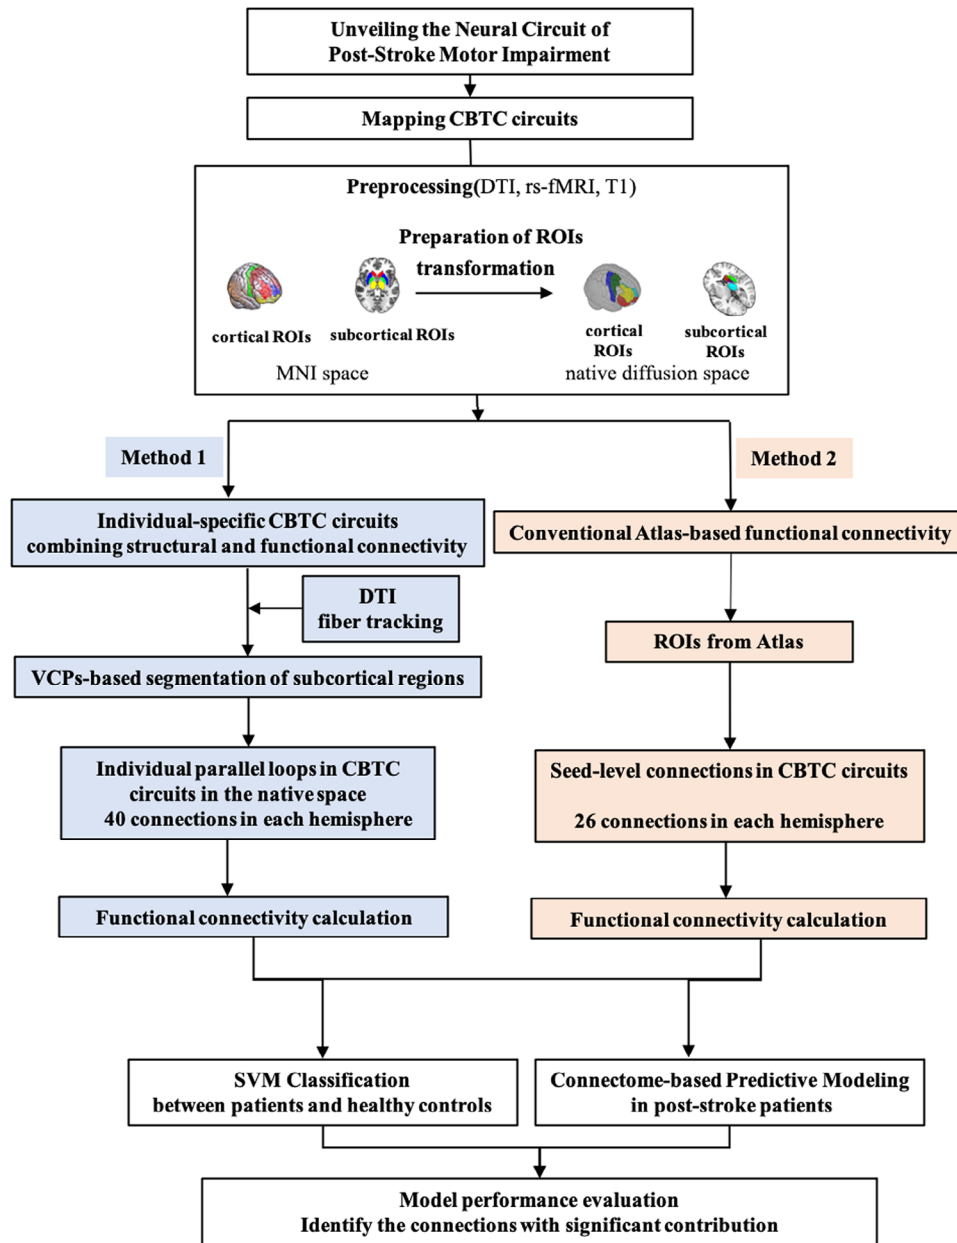 Unveiling the Neural Circuit of
Post-Stroke Motor Impairment
Mapping CBTC circuits
Preprocessing(DTI, rs-fMRI, T1)
Preparation of ROIs
transformation
cortical ROIs
subcortical ROIs
cortical
ROIs
subcortical
ROIs
MNI space
native diffusion space
Method 1
Method 2
Individual-specific CBTC circuits
combining structural and functional connectivity
Conventional Atlas-based functional connectivity
DTI
fiber tracking
ROIs from Atlas
VCPs-based segmentation of subcortical regions
Individual parallel loops in CBTC
circuits in the native space
40 connections in each hemisphere
Seed-level connections in CBTC circuits
26 connections in each hemisphere
Functional connectivity calculation
Functional connectivity calculation
SVM Classification
between patients and healthy controls
Connectome-based Predictive Modeling
in post-stroke patients
Model performance evaluation
Identify the connections with significant contribution